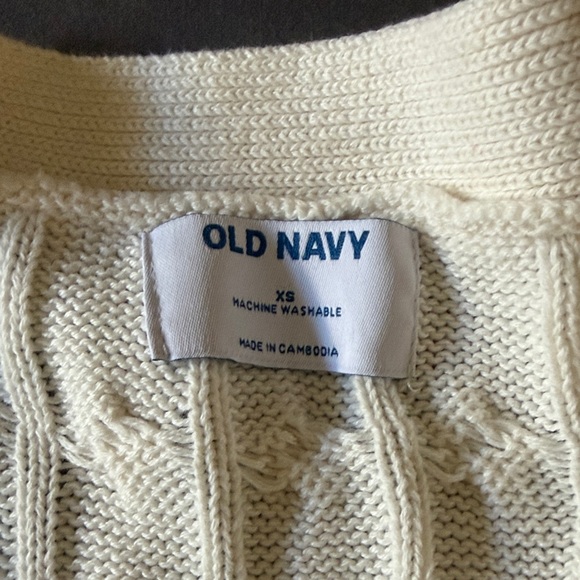 OLD NAVY
XS
MACHINE WASHABLE
MADE IN CAMBODIA